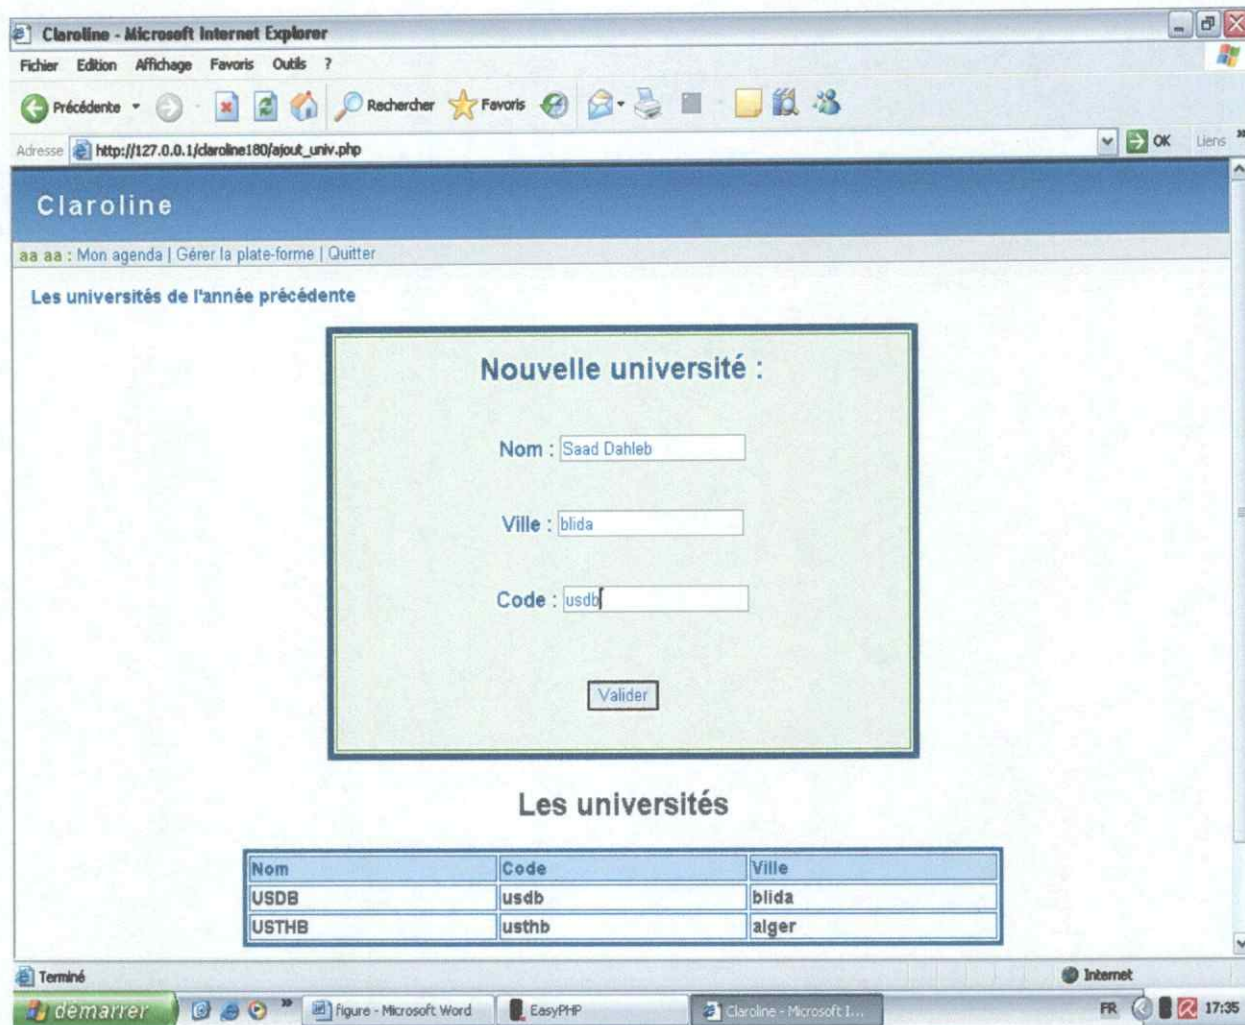 Claroline - Microsoft Internet Explorer
Fichier Edition Affichage Favoris Outils ?
Précédente Rechercher Favoris
Adresse http://127.0.0.1/claroline180/ajout_univ.php OK Liens »
Claroline
aa aa : Mon agenda | Gérer la plate-forme | Quitter
Les universités de l'année précédente
Nouvelle université :
Nom : Saad Dahleb
Ville : blida
Code : usdb
Valider
Les universités
Nom Code Ville
USDB usdb blida
USTHB usthb alger
Terminé Internet
démarrer » figure - Microsoft Word EasyPHP Claroline - Microsoft I... FR 17:35